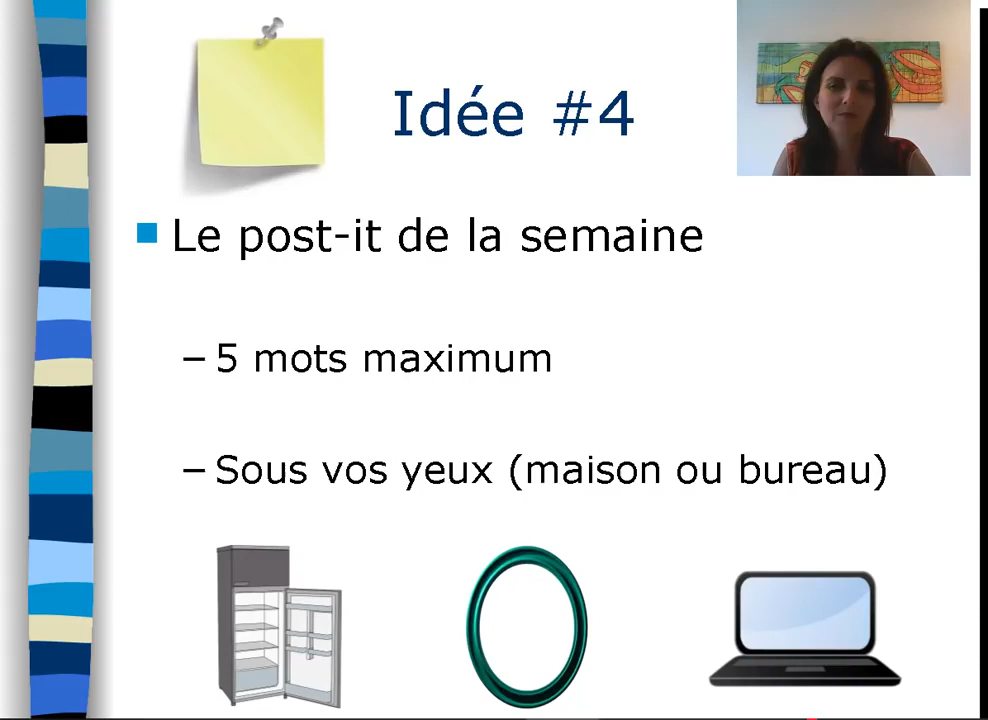 Idée #4
Le post-it de la semaine
– 5 mots maximum
– Sous vos yeux (maison ou bureau)